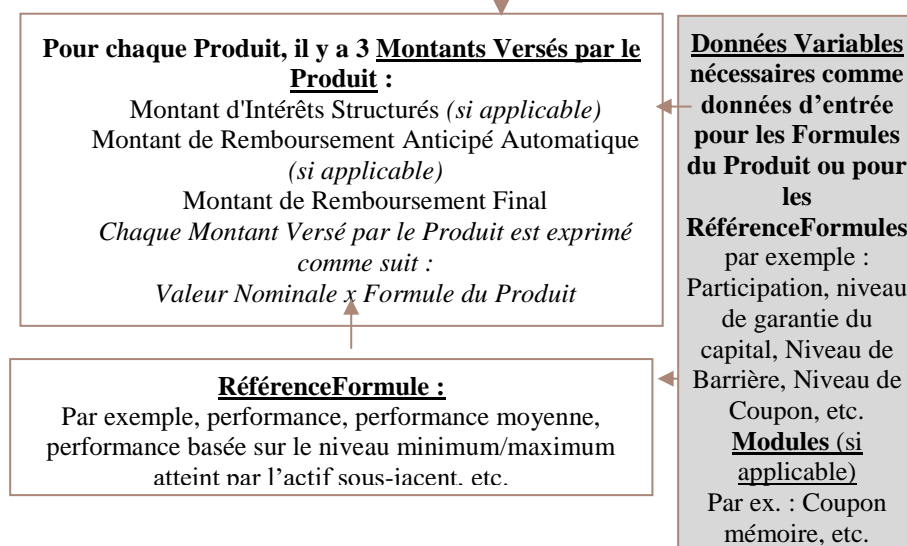 Pour chaque Produit, il y a 3 Montants Versés par le
Produit :
Montant d'Intérêts Structurés (si applicable)
Montant de Remboursement Anticipé Automatique
(si applicable)
Montant de Remboursement Final
Chaque Montant Versé par le Produit est exprimé
comme suit :
Valeur Nominale x Formule du Produit
RéférenceFormule :
Par exemple, performance, performance moyenne,
performance basée sur le niveau minimum/maximum
atteint par l’actif sous-jacent, etc.
Données Variables
nécessaires comme
données d’entrée
pour les Formules
du Produit ou pour
les
RéférenceFormules
par exemple :
Participation, niveau
de garantie du
capital, Niveau de
Barrière, Niveau de
Coupon, etc.
Modules (si
applicable)
Par ex. : Coupon
mémoire, etc.